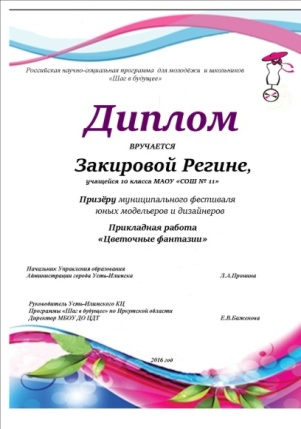 Российская научно-социальная программа для молодёжи и школьников
«Шаг в будущее»
Диплом
ВРУЧАЕТСЯ
Закировой Регине,
учащейся 10 класса МАОУ «СОШ № 11»
Призёру муниципального фестиваля
юных модельеров и дизайнеров
Прикладная работа
«Цветочные фантазии»
Начальник Управления образования
Администрации города Усть-Илимска Л.А.Пронина
Руководитель Усть-Илимского КЦ
Программы «Шаг в будущее» по Иркутской области
Директор МБОУ ДО ЦДТ Е.В.Баженова
2016 год